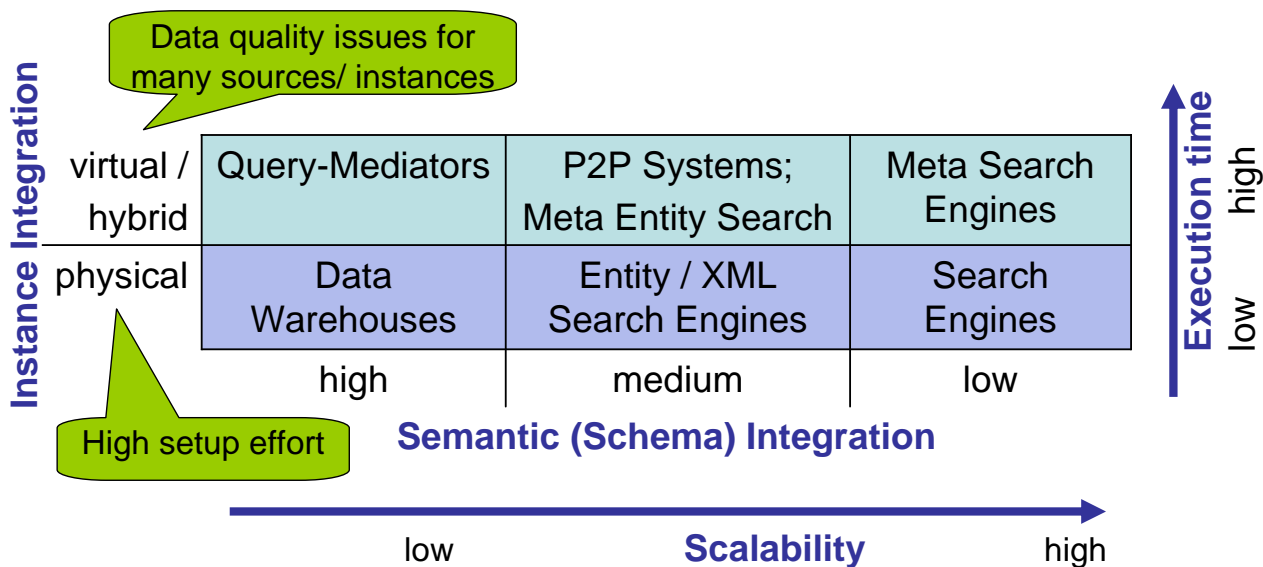 Data quality issues for
many sources/ instances
Instance Integration
virtual /
hybrid
Query-Mediators
P2P Systems;
Meta Entity Search
Meta Search
Engines
physical
Data
Warehouses
Entity / XML
Search Engines
Search
Engines
high
medium
low
Execution time
high
low
High setup effort
Semantic (Schema) Integration
low
Scalability
high